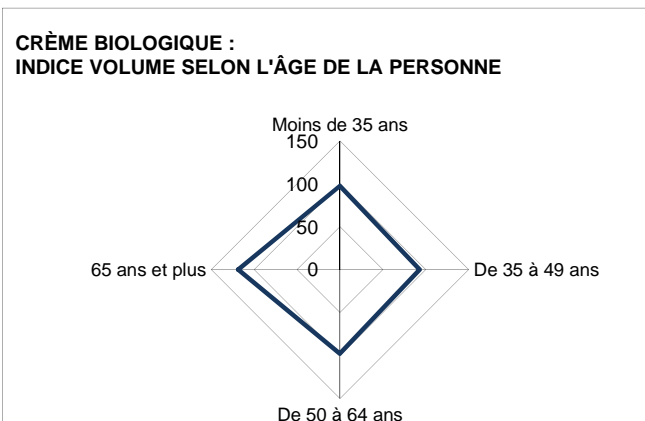 CRÈME BIOLOGIQUE :
INDICE VOLUME SELON L'ÂGE DE LA PERSONNE
Moins de 35 ans
150
100
50
0
65 ans et plus
De 35 à 49 ans
De 50 à 64 ans